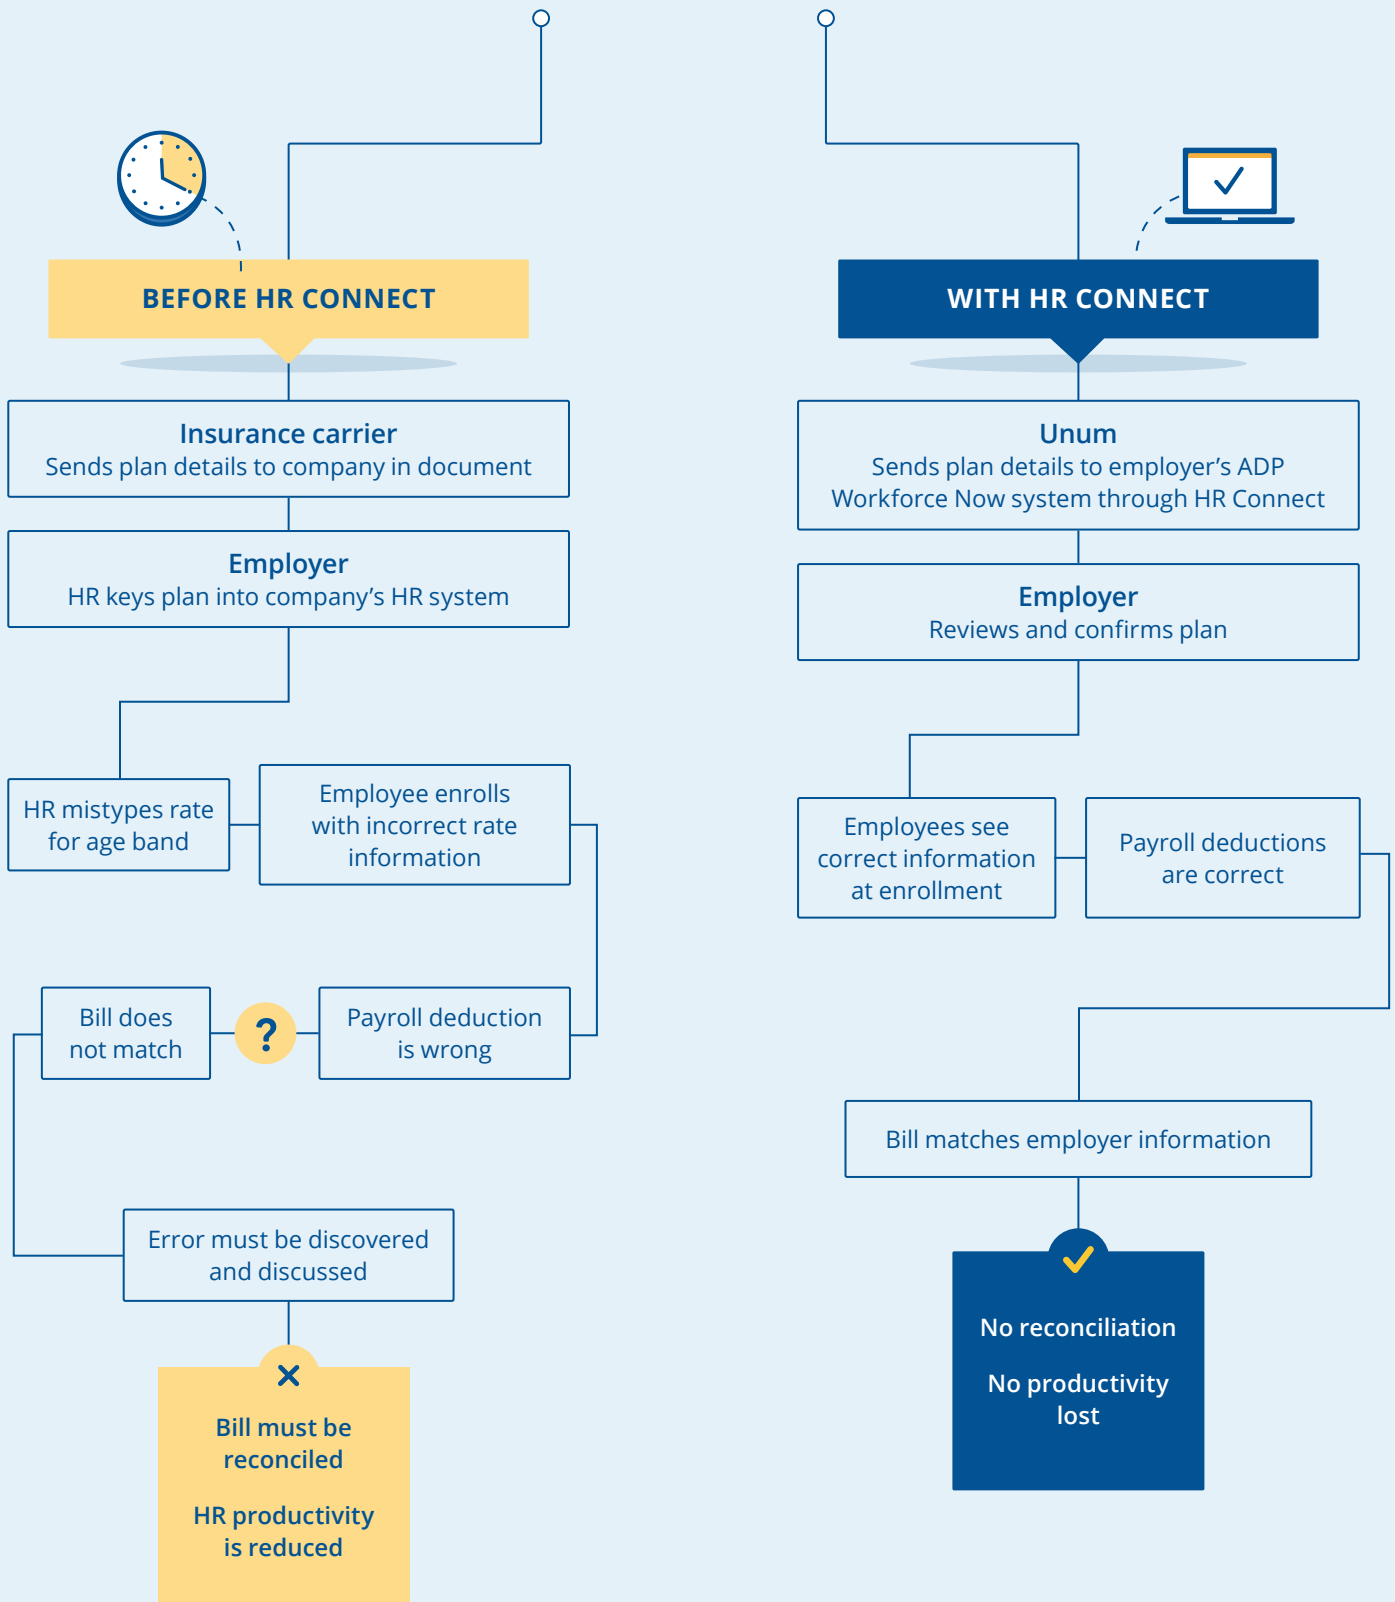 BEFORE HR CONNECT
Insurance carrier
Sends plan details to company in document
Employer
HR keys plan into company's HR system
HR mistypes rate
for age band
Employee enrolls
with incorrect rate
information
Payroll deduction
is wrong
?
Bill does
not match
Error must be discovered
and discussed
Bill must be
reconciled
HR productivity
is reduced
WITH HR CONNECT
Unum
Sends plan details to employer’s ADP
Workforce Now system through HR Connect
Employer
Reviews and confirms plan
Employees see
correct information
at enrollment
Payroll deductions
are correct
Bill matches employer information
No reconciliation
No productivity
lost